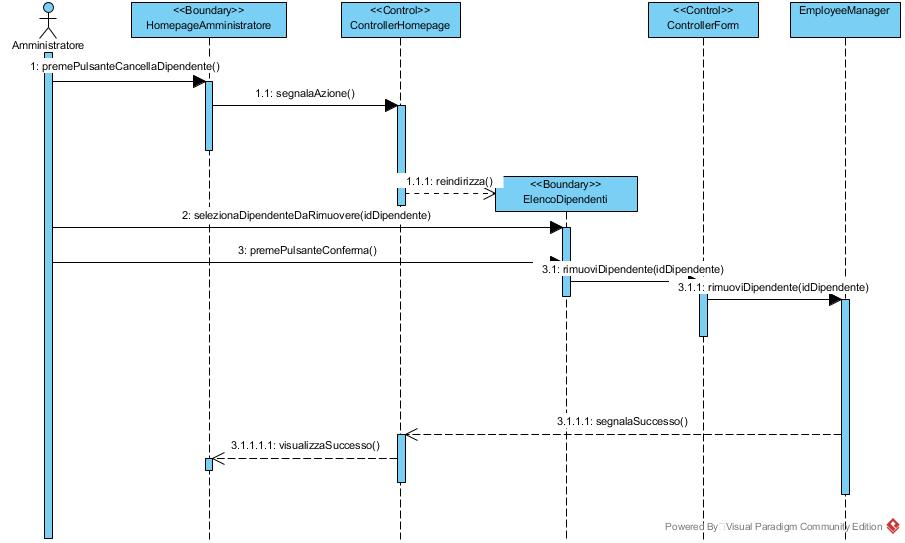 <<Boundary>>
HomepageAmministratore
<<Control>>
ControllerHomepage
<<Control>>
ControllerForm
EmployeeManager
Amministratore
1: premePulsanteCancellaDipendente()
1.1: segnalaAzione()
1.1.1: reindirizza()
<<Boundary>>
ElencoDipendenti
2: selezionaDipendenteDaRimuovere(idDipendente)
3: premePulsanteConferma()
3.1: rimuoviDipendente(idDipendente)
3.1.1: rimuoviDipendente(idDipendente)
3.1.1.1: segnalaSuccesso()
3.1.1.1.1: visualizzaSuccesso()
Powered By Visual Paradigm Community Edition